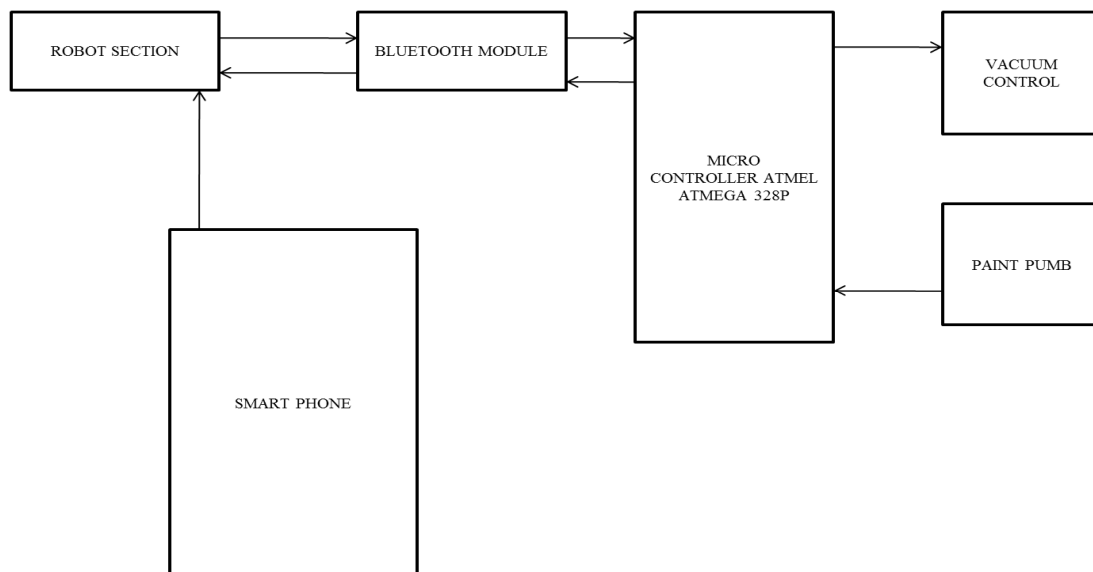 ROBOT SECTION
BLUETOOTH MODULE
VACUUM
CONTROL
MICRO
CONTROLLER ATMEL
ATMEGA 328P
PAINT PUMB
SMART PHONE